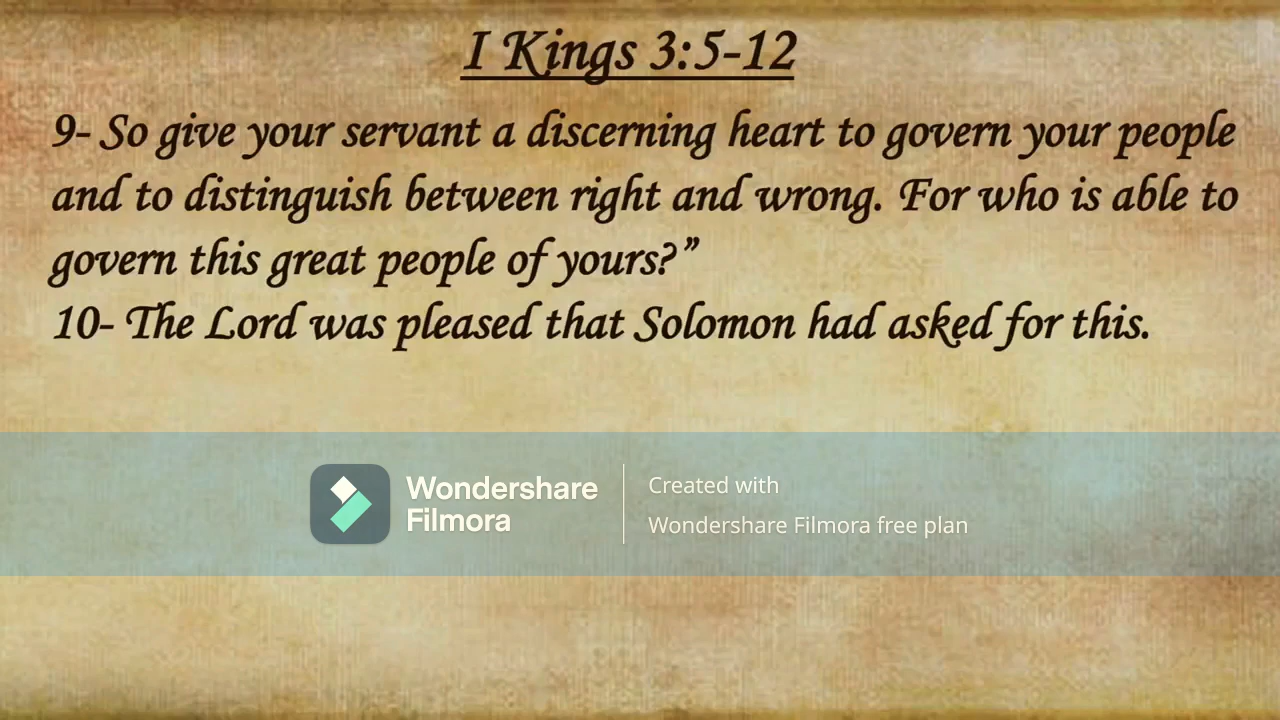 I Kings 3:5-12
9- So give your servant a discerning heart to govern your people
and to distinguish between right and wrong. For who is able to
govern this great people of yours?”
10- The Lord was pleased that Solomon had asked for this.
Wondershare
Filmora
Created with
Wondershare Filmora free plan